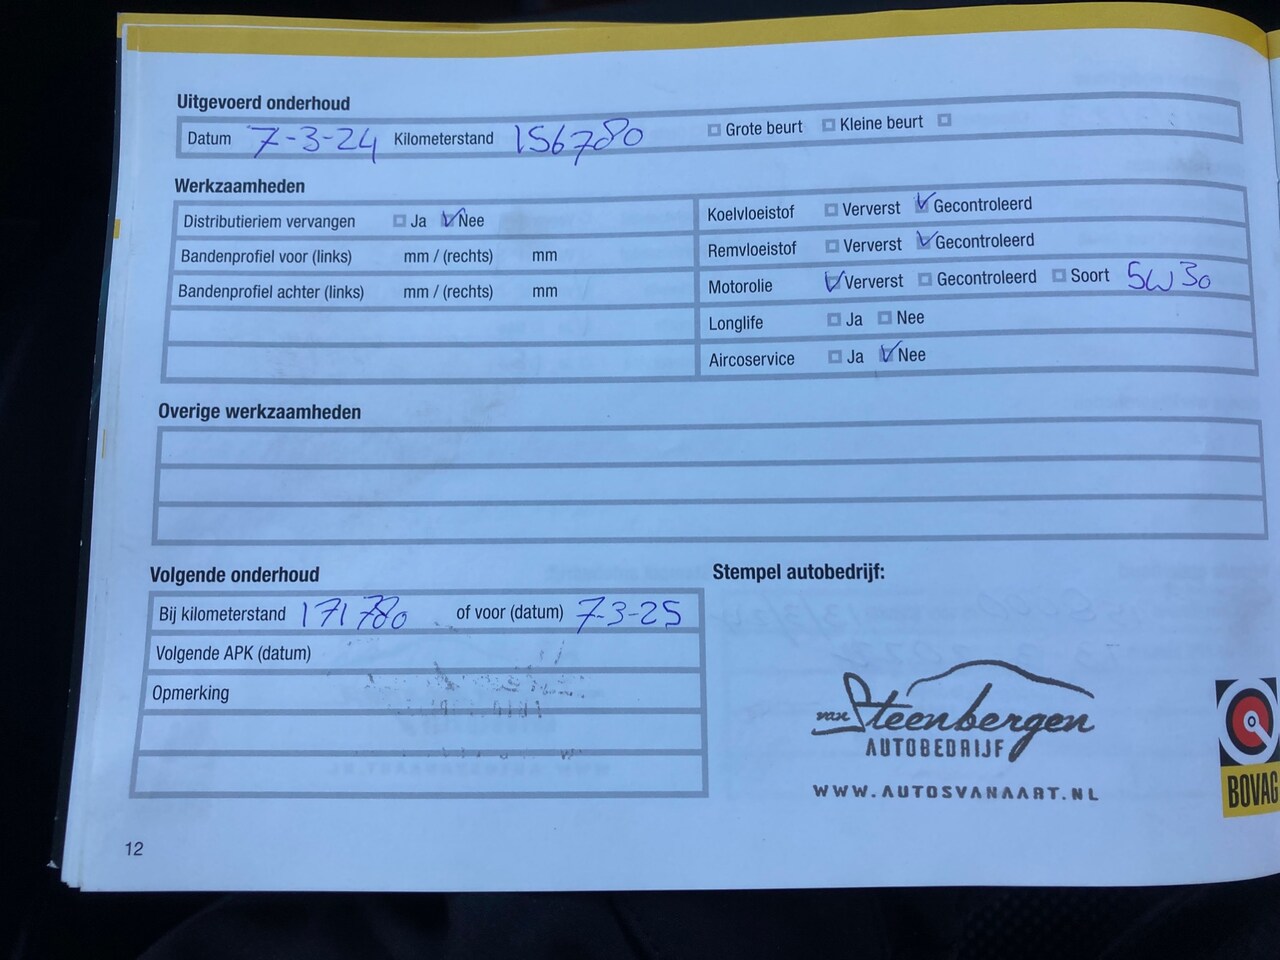 Uitgevoerd onderhoud
Datum 7-3-24 Kilometerstand 156780 Grote beurt Kleine beurt
Werkzaamheden
Distributieriem vervangen Ja Nee
Bandenprofiel voor (links) mm / (rechts) mm
Bandenprofiel achter (links) mm / (rechts) mm
Koelvloeistof Ververst Gecontroleerd
Remvloeistof Ververst Gecontroleerd
Motorolie Ververst Gecontroleerd Soort 5W30
Longlife Ja Nee
Aircoservice Ja Nee
Overige werkzaamheden
Volgende onderhoud
Bij kilometerstand 171780 of voor (datum) 7-3-25
Volgende APK (datum)
Opmerking
Stempel autobedrijf:
van Steenbergen
AUTOBEDRIJF
WWW.AUTOSVANAART.NL
BOVAG
12